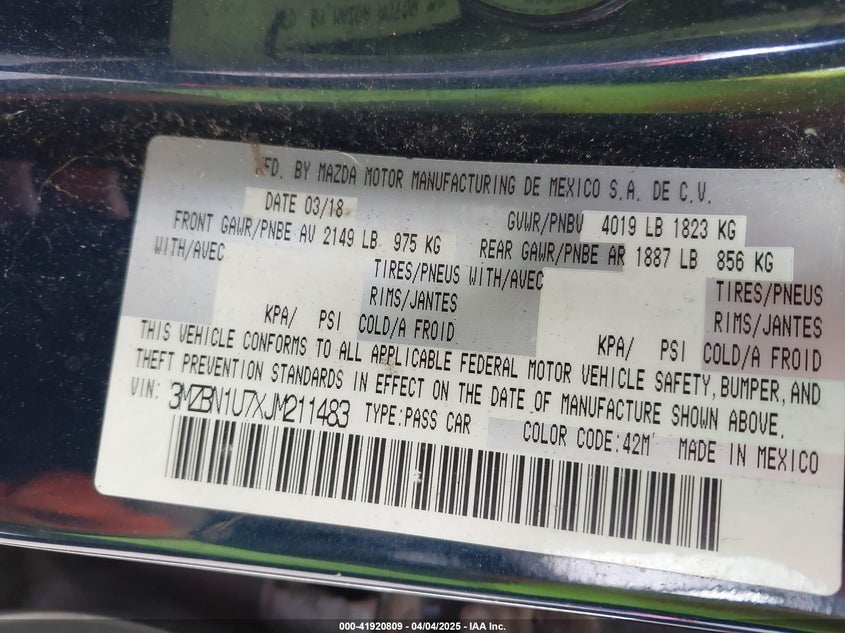 MFD. BY MAZDA MOTOR MANUFACTURING DE MEXICO S.A. DE C.V.
DATE 03/18 GVWR/PNBV 4019 LB 1823 KG
FRONT GAWR/PNBE AV 2149 LB 975 KG REAR GAWR/PNBE AR 1887 LB 856 KG
WITH/AVEC TIRES/PNEUS WITH/AVEC TIRES/PNEUS
RIMS/JANTES RIMS/JANTES
KPA/ PSI COLD/A FROID KPA/ PSI COLD/A FROID
THIS VEHICLE CONFORMS TO ALL APPLICABLE FEDERAL MOTOR VEHICLE SAFETY, BUMPER, AND
THEFT PREVENTION STANDARDS IN EFFECT ON THE DATE OF MANUFACTURE SHOWN ABOVE.
VIN: 3MZBN1U7XJM211483 TYPE:PASS CAR
COLOR CODE:42M MADE IN MEXICO
000-41920809 - 04/04/2025 - IAA Inc.